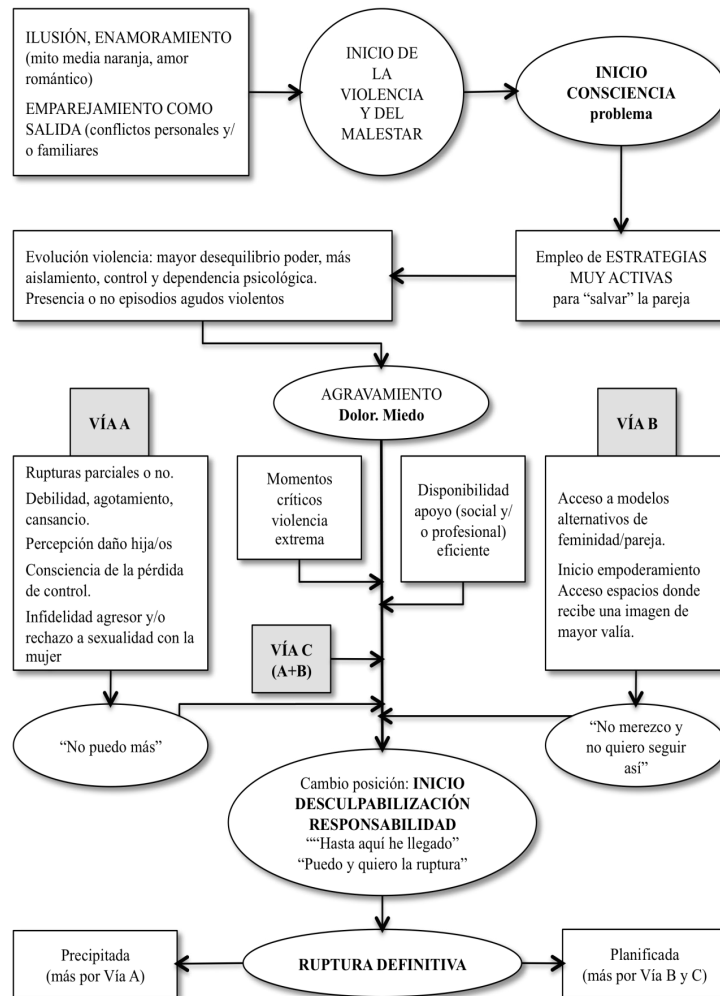 ILUSIÓN, ENAMORAMIENTO
(mito media naranja, amor
romántico)
EMPAREJAMIENTO COMO
SALIDA (conflictos personales y/
o familiares
INICIO DE
LA
VIOLENCIA
Y DEL
MALESTAR
INICIO
CONSCIENCIA
problema
Evolución violencia: mayor desequilibrio poder, más
aislamiento, control y dependencia psicológica.
Presencia o no episodios agudos violentos
Empleo de ESTRATEGIAS
MUY ACTIVAS
para “salvar” la pareja
AGRAVAMIENTO
Dolor. Miedo
VÍA A
Rupturas parciales o no.
Debilidad, agotamiento,
cansancio.
Percepción daño hija/os
Consciencia de la pérdida
de control.
Infidelidad agresor y/o
rechazo a sexualidad con la
mujer
Momentos
críticos
violencia
extrema
Disponibilidad
apoyo (social y/
o profesional)
eficiente
VÍA B
Acceso a modelos
alternativos de
feminidad/pareja.
Inicio empoderamiento
Acceso espacios donde
recibe una imagen de
mayor valía.
VÍA C
(A+B)
“No puedo más”
“No merezco y
no quiero seguir
así”
Cambio posición: INICIO
DESCULPABILIZACIÓN
RESPONSABILIDAD
““Hasta aquí he llegado”
“Puedo y quiero la ruptura”
Precipitada
(más por Vía A)
RUPTURA DEFINITIVA
Planificada
(más por Vía B y C)